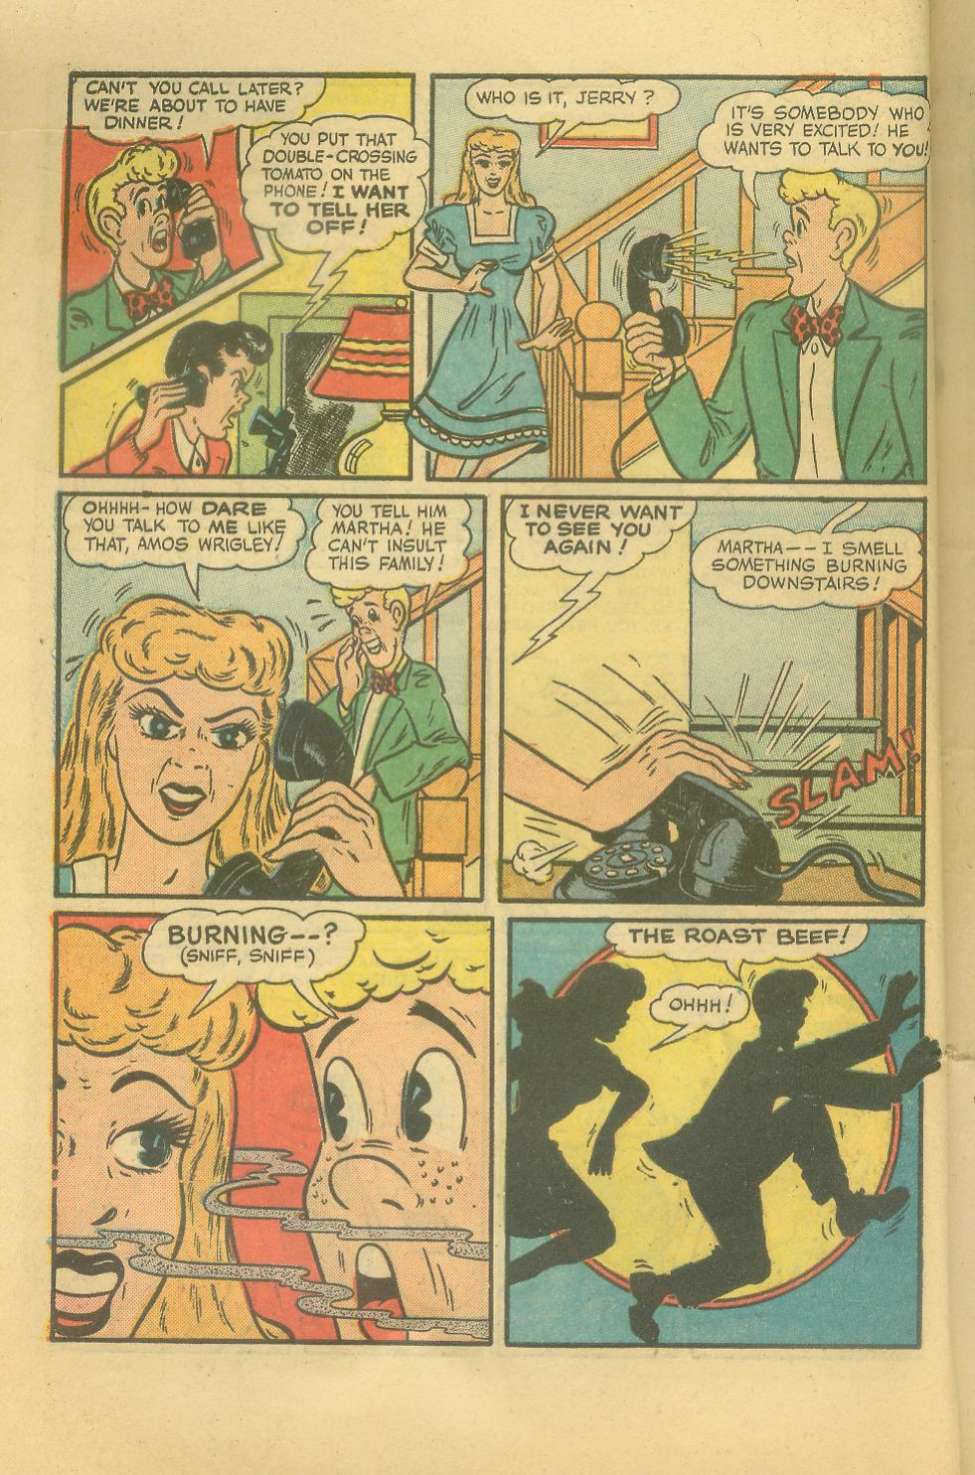 CAN'T YOU CALL LATER?
WE'RE ABOUT TO HAVE
DINNER!
YOU PUT THAT
DOUBLE-CROSSING
TOMATO ON THE
PHONE! I WANT
TO TELL HER
OFF!
WHO IS IT, JERRY?
IT'S SOMEBODY WHO
IS VERY EXCITED! HE
WANTS TO TALK TO YOU!
OHHHH-HOW DARE
YOU TALK TO ME LIKE
THAT, AMOS WRIGLEY!
YOU TELL HIM
MARTHA! HE
CAN'T INSULT
THIS FAMILY!
I NEVER WANT
TO SEE YOU
AGAIN!
MARTHA--I SMELL
SOMETHING BURNING
DOWNSTAIRS!
SLAM!
BURNING--?
(SNIFF, SNIFF)
THE ROAST BEEF!
OHHH!